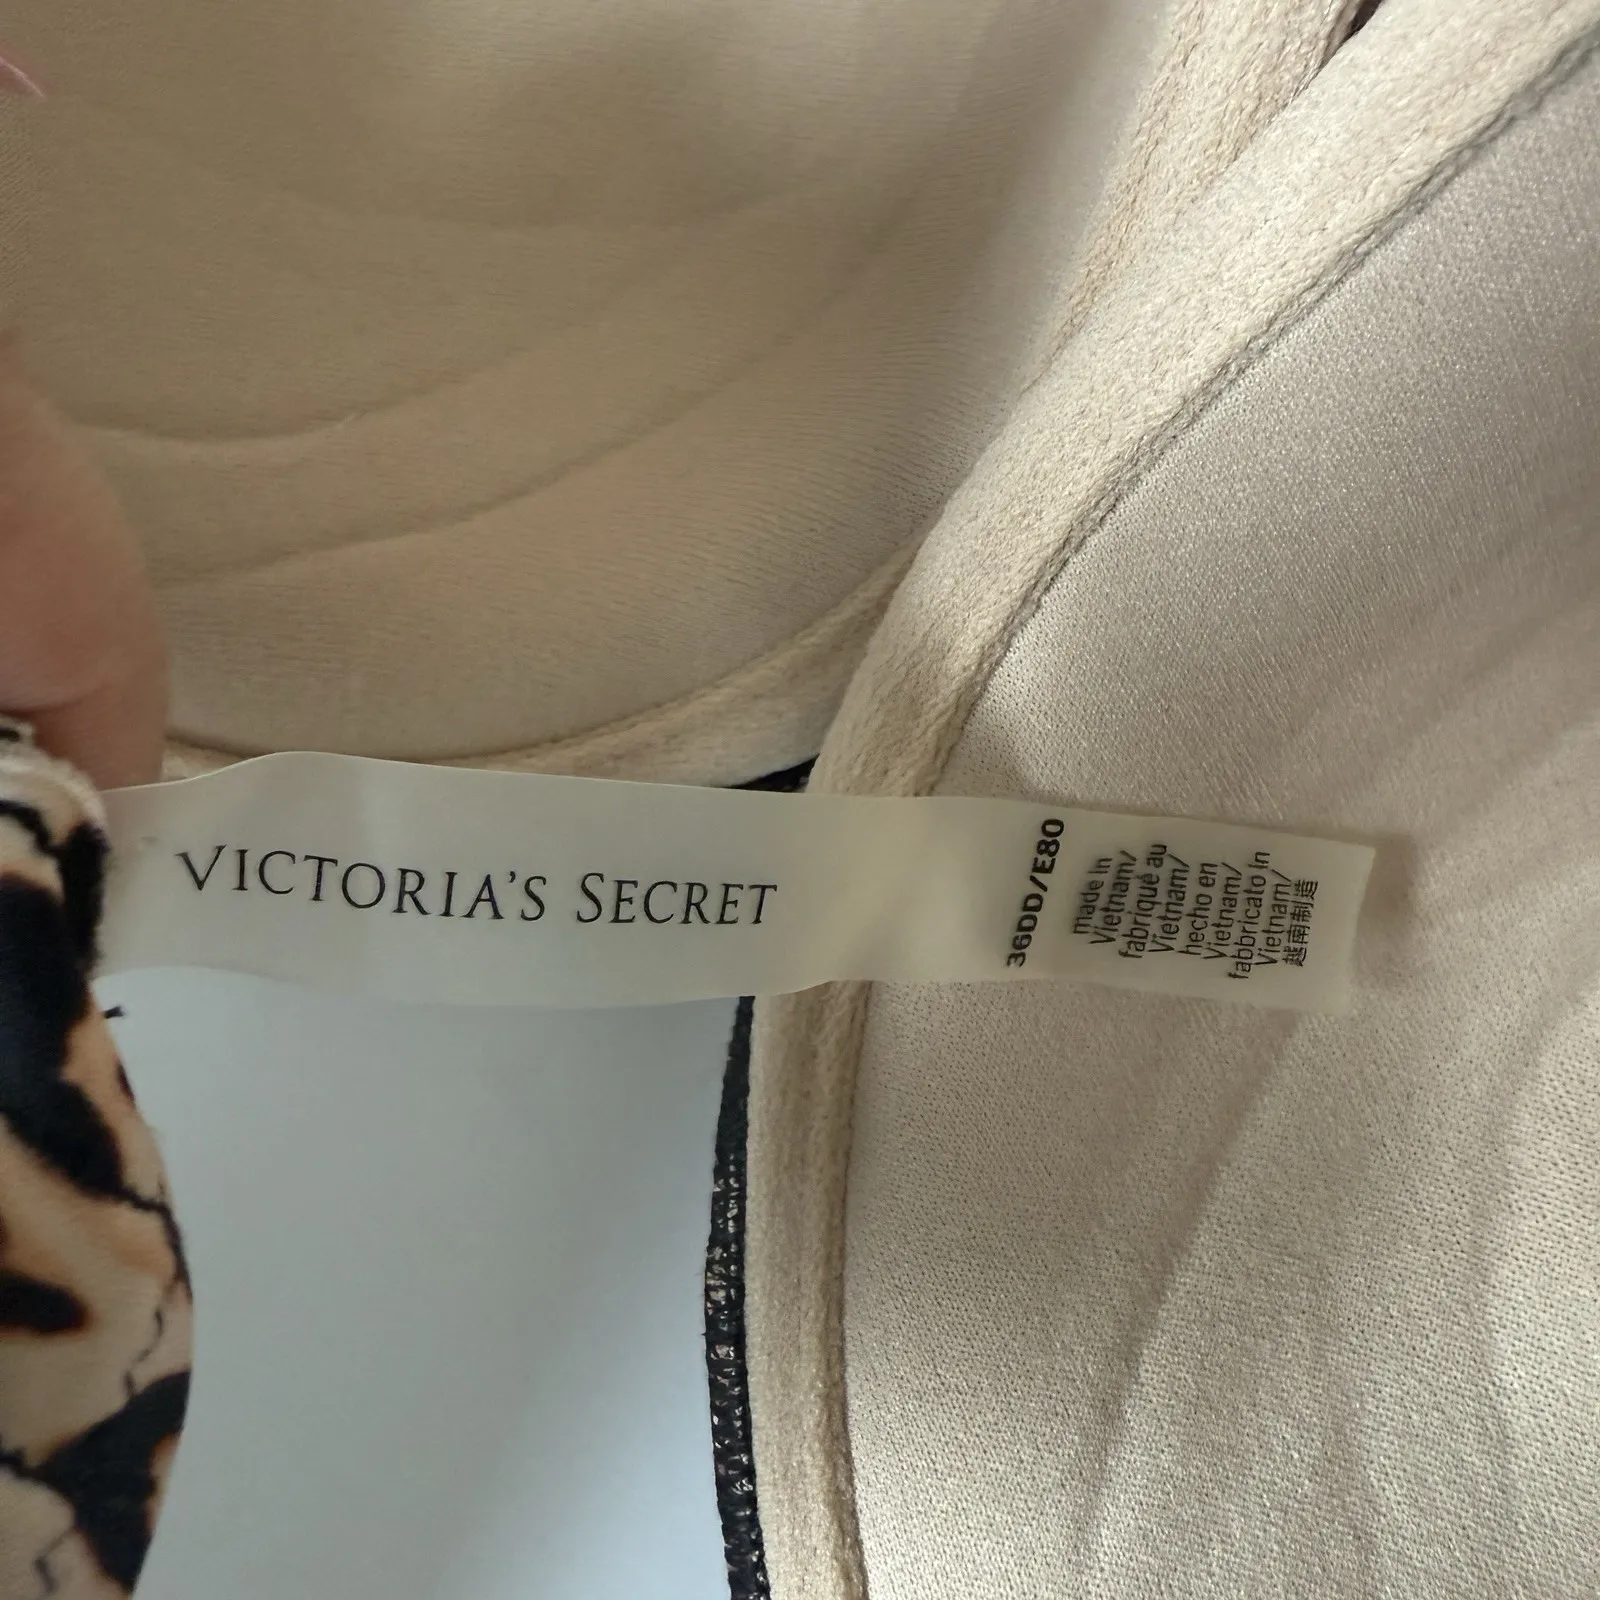 VICTORIA'S SECRET
36DD/E80
made in
Vietnam/
fabriqué au
Vietnam/
hecho en
Vietnam/
fabbricato in
Vietnam/
越南制造